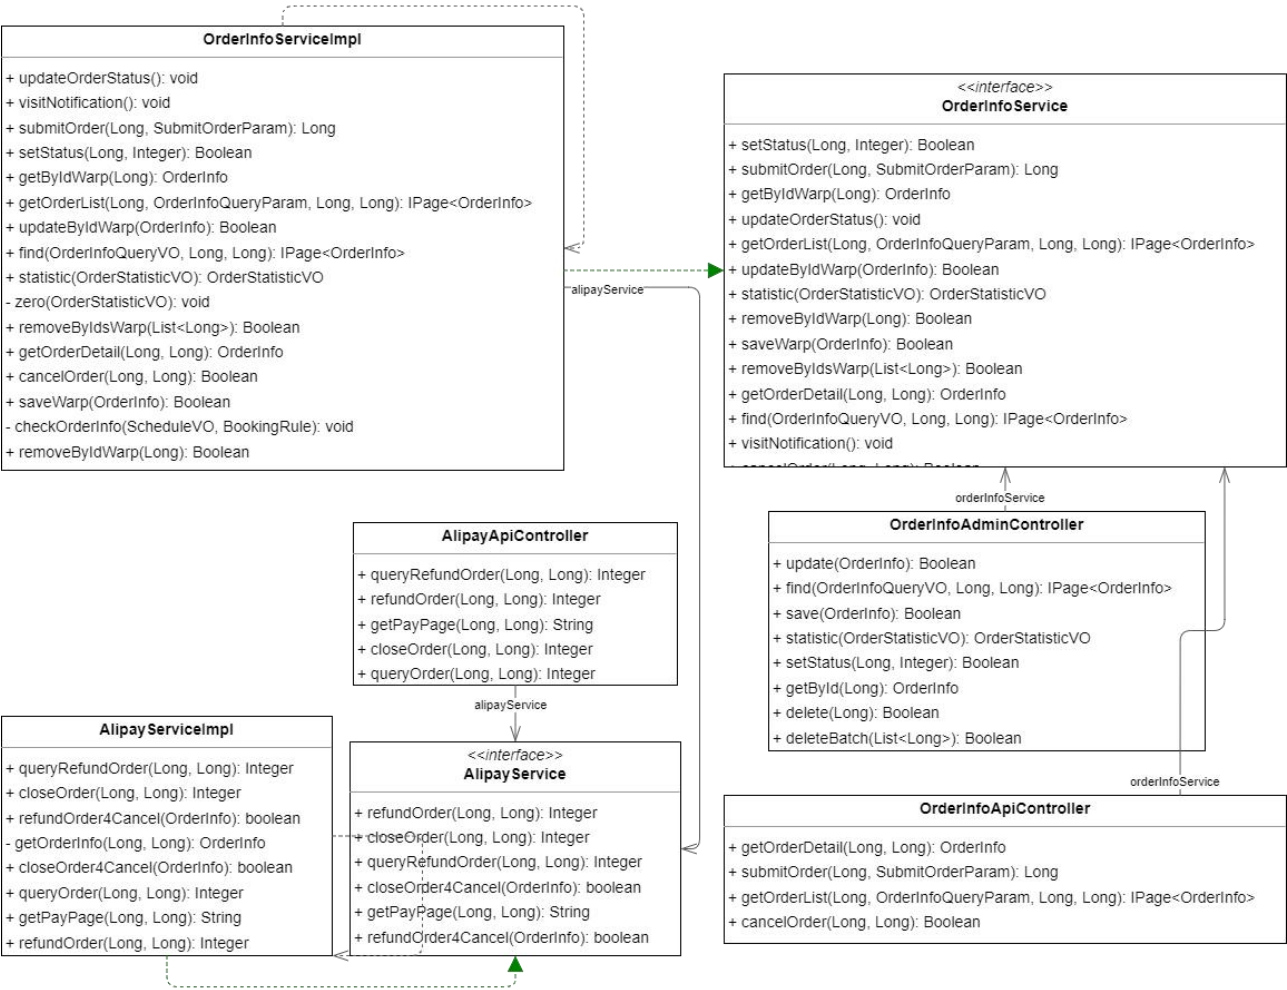 OrderInfoServiceImpl
+ updateOrderStatus(): void
+ visitNotification(): void
+ submitOrder(Long, SubmitOrderParam): Long
+ setStatus(Long, Integer): Boolean
+ getByIdWarp(Long): OrderInfo
+ getOrderList(Long, OrderInfoQueryParam, Long, Long): IPage<OrderInfo>
+ updateByIdWarp(OrderInfo): Boolean
+ find(OrderInfoQueryVO, Long, Long): IPage<OrderInfo>
+ statistic(OrderStatisticVO): OrderStatisticVO
- zero(OrderStatisticVO): void
+ removeByIdsWarp(List<Long>): Boolean
+ getOrderDetail(Long, Long): OrderInfo
+ cancelOrder(Long, Long): Boolean
+ saveWarp(OrderInfo): Boolean
- checkOrderInfo(ScheduleVO, BookingRule): void
+ removeByIdWarp(Long): Boolean
alipayService
<<interface>>
OrderInfoService
+ setStatus(Long, Integer): Boolean
+ submitOrder(Long, SubmitOrderParam): Long
+ getByIdWarp(Long): OrderInfo
+ updateOrderStatus(): void
+ getOrderList(Long, OrderInfoQueryParam, Long, Long): IPage<OrderInfo>
+ updateByIdWarp(OrderInfo): Boolean
+ statistic(OrderStatisticVO): OrderStatisticVO
+ removeByIdWarp(Long): Boolean
+ saveWarp(OrderInfo): Boolean
+ removeByIdsWarp(List<Long>): Boolean
+ getOrderDetail(Long, Long): OrderInfo
+ find(OrderInfoQueryVO, Long, Long): IPage<OrderInfo>
+ visitNotification(): void
+ cancelOrder(Long, Long): Boolean
orderInfoService
OrderInfoAdminController
+ update(OrderInfo): Boolean
+ find(OrderInfoQueryVO, Long, Long): IPage<OrderInfo>
+ save(OrderInfo): Boolean
+ statistic(OrderStatisticVO): OrderStatisticVO
+ setStatus(Long, Integer): Boolean
+ getById(Long): OrderInfo
+ delete(Long): Boolean
+ deleteBatch(List<Long>): Boolean
AlipayApiController
+ queryRefundOrder(Long, Long): Integer
+ refundOrder(Long, Long): Integer
+ getPayPage(Long, Long): String
+ closeOrder(Long, Long): Integer
+ queryOrder(Long, Long): Integer
alipayService
AlipayServiceImpl
+ queryRefundOrder(Long, Long): Integer
+ closeOrder(Long, Long): Integer
+ refundOrder4Cancel(OrderInfo): boolean
- getOrderInfo(Long, Long): OrderInfo
+ closeOrder4Cancel(OrderInfo): boolean
+ queryOrder(Long, Long): Integer
+ getPayPage(Long, Long): String
+ refundOrder(Long, Long): Integer
<<interface>>
AlipayService
+ refundOrder(Long, Long): Integer
+ closeOrder(Long, Long): Integer
+ queryRefundOrder(Long, Long): Integer
+ closeOrder4Cancel(OrderInfo): boolean
+ getPayPage(Long, Long): String
+ refundOrder4Cancel(OrderInfo): boolean
orderInfoService
OrderInfoApiController
+ getOrderDetail(Long, Long): OrderInfo
+ submitOrder(Long, SubmitOrderParam): Long
+ getOrderList(Long, OrderInfoQueryParam, Long, Long): IPage<OrderInfo>
+ cancelOrder(Long, Long): Boolean